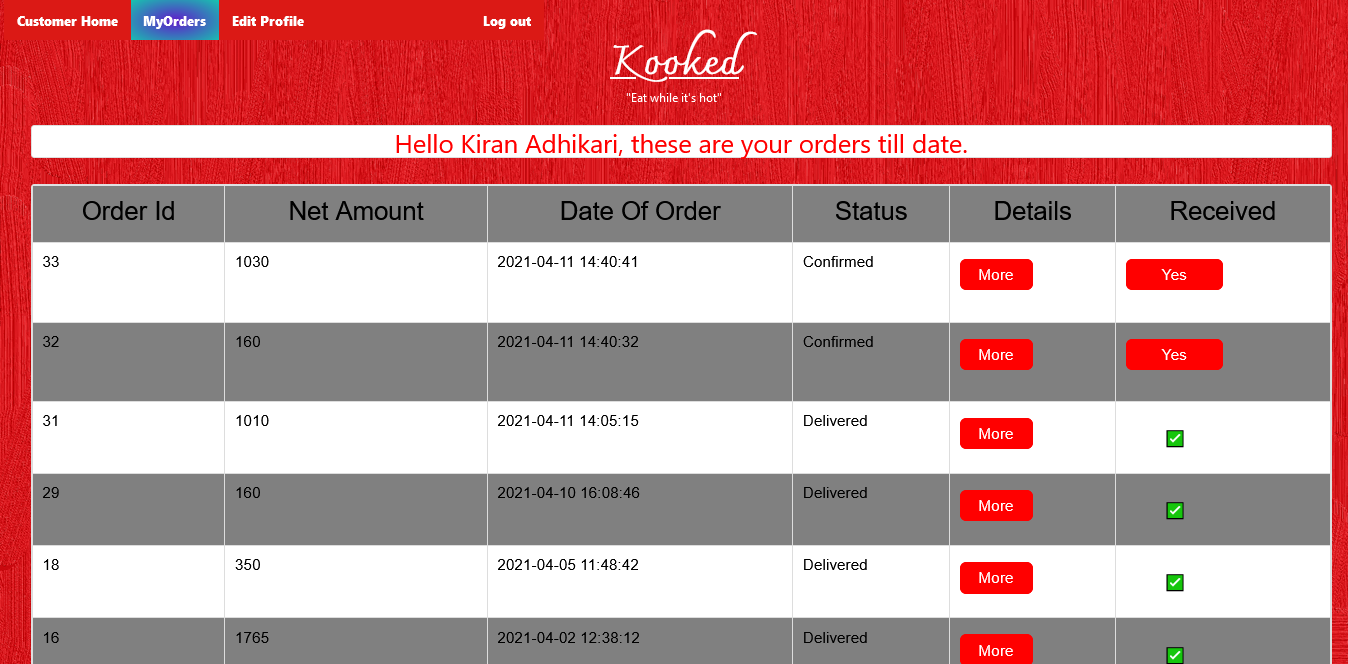 Customer Home MyOrders Edit Profile Log out
Kooked
"Eat while it's hot"
Hello Kiran Adhikari, these are your orders till date.
Order Id Net Amount Date Of Order Status Details Received
33 1030 2021-04-11 14:40:41 Confirmed More Yes
32 160 2021-04-11 14:40:32 Confirmed More Yes
31 1010 2021-04-11 14:05:15 Delivered More
29 160 2021-04-10 16:08:46 Delivered More
18 350 2021-04-05 11:48:42 Delivered More
16 1765 2021-04-02 12:38:12 Delivered More